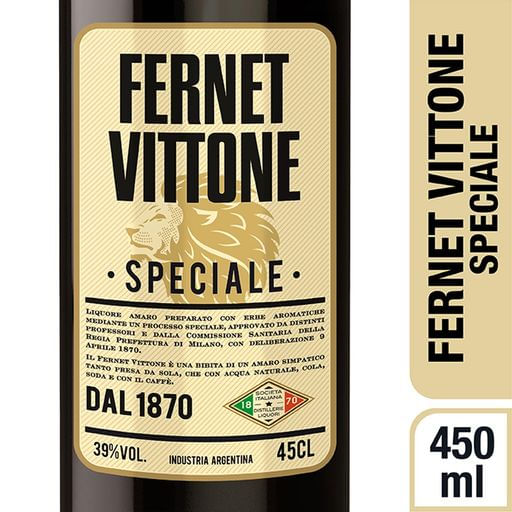 FERNET
VITTONE
• SPECIALE •
LIQUORE AMARO PREPARATO CON ERBE AROMATICHE
MEDIANTE UN PROCESSO SPECIALE, APPROVATO DA DISTINTI
PROFESSORI E DALLA COMMISSIONE SANITARIA DELLA
REGIA PREFETTURA DI MILANO, CON DELIBERAZIONE 9
APRILE 1870.
IL FERNET VITTONE È UNA BIBITA DI UN AMARO SIMPATICO
TANTO PRESA DA SOLA, CHE CON ACQUA NATURALE, COLA,
SODA E CON IL CAFFÈ.
DAL 1870
SOCIETÀ
ITALIANA
18 ★ 70
DISTILLERIE
LIQUORI
39%VOL.
INDUSTRIA ARGENTINA
45CL
FERNET VITTONE
SPECIALE
450
ml